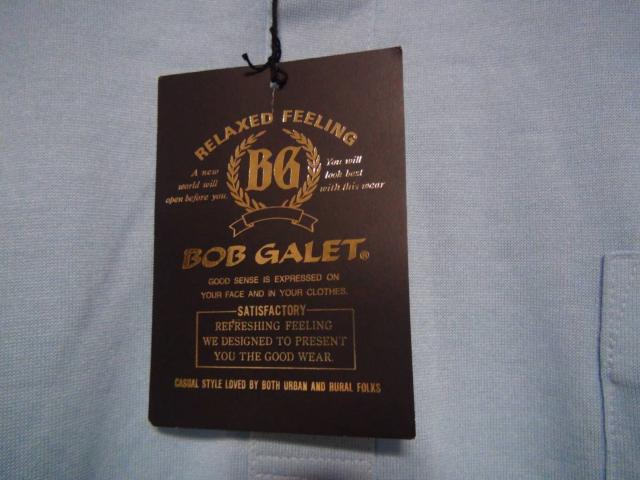 RELAXED FEELING
A new
world will
open before you.
BG
You will
look best
with this wear
BOB GALET®
GOOD SENSE IS EXPRESSED ON
YOUR FACE AND IN YOUR CLOTHES.
SATISFACTORY
REFRESHING FEELING
WE DESIGNED TO PRESENT
YOU THE GOOD WEAR.
CASUAL STYLE LOVED BY BOTH URBAN AND RURAL FOLKS